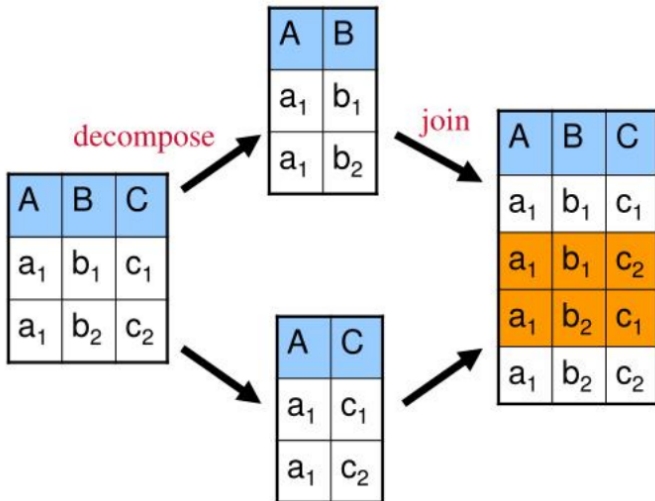 A B C
a₁ b₁ c₁
a₁ b₂ c₂
decompose
A B
a₁ b₁
a₁ b₂
A C
a₁ c₁
a₁ c₂
join
A B C
a₁ b₁ c₁
a₁ b₁ c₂
a₁ b₂ c₁
a₁ b₂ c₂